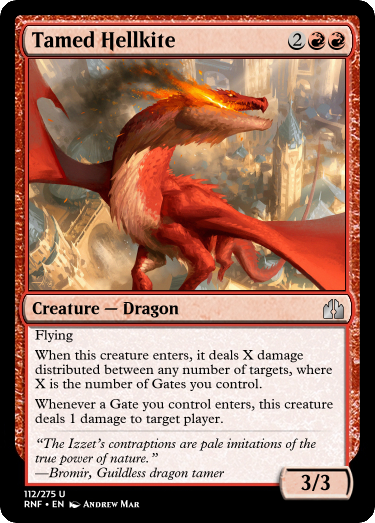 Tamed Hellkite 2
Creature — Dragon
Flying
When this creature enters, it deals X damage
distributed between any number of targets, where
X is the number of Gates you control.
Whenever a Gate you control enters, this creature
deals 1 damage to target player.
"The Izzet's contraptions are pale imitations of the
true power of nature."
—Bromir, Guildless dragon tamer
3/3
112/275 U
RNF • EN Andrew Mar